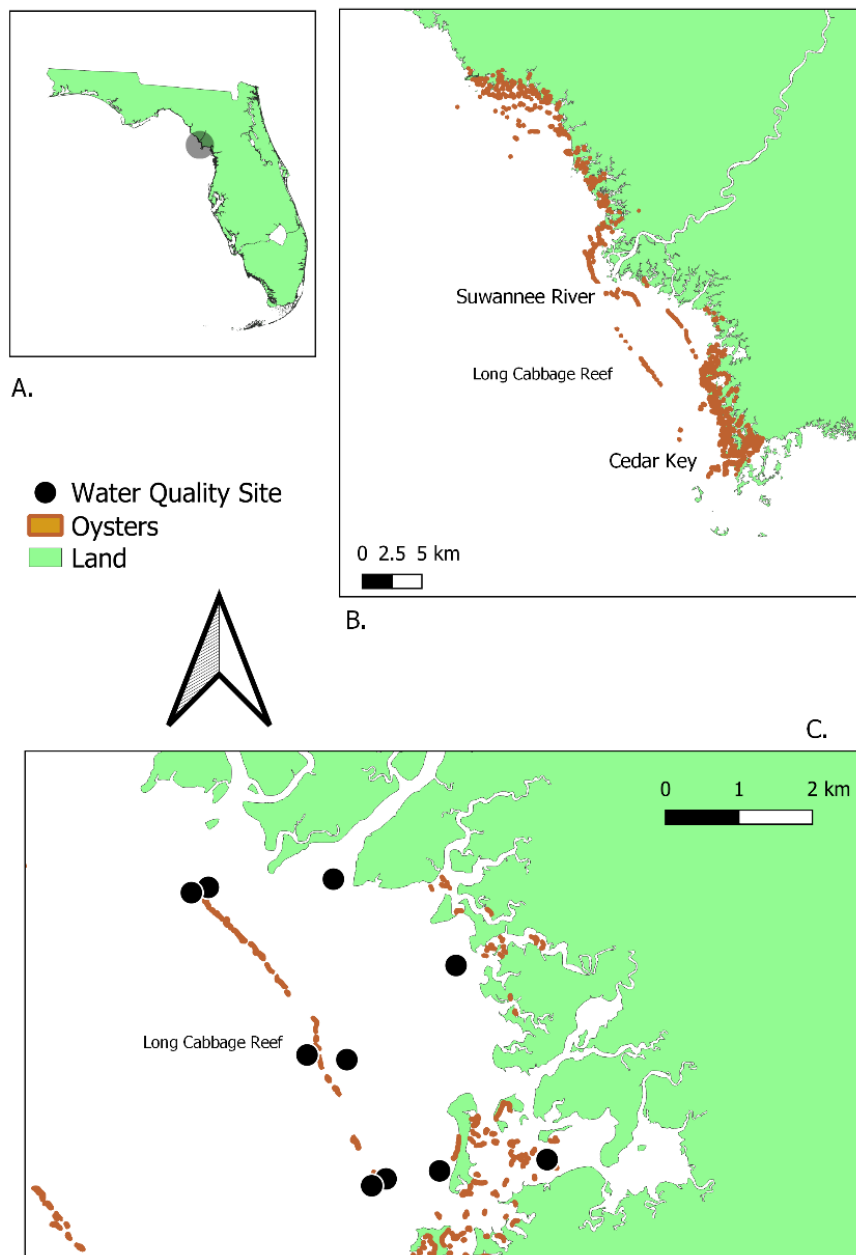 A.
Suwannee River
Long Cabbage Reef
Cedar Key
0 2.5 5 km
B.
Water Quality Site
Oysters
Land
C.
0 1 2 km
Long Cabbage Reef